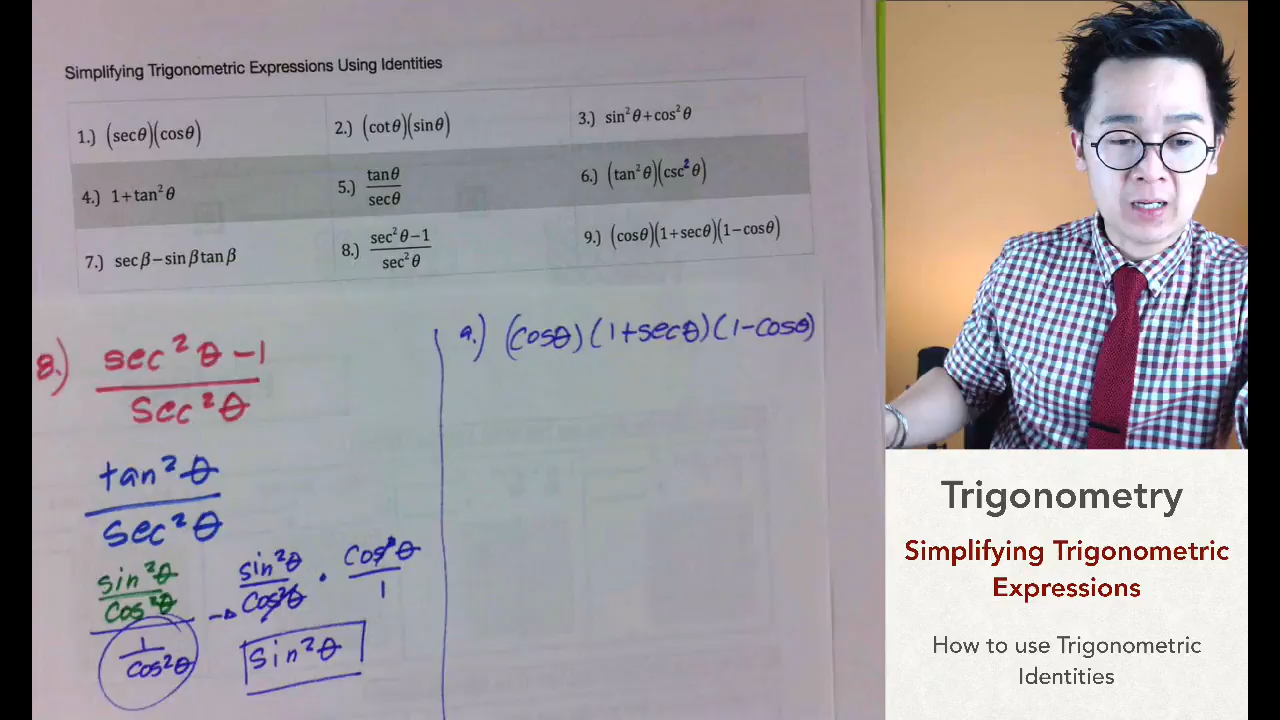 Simplifying Trigonometric Expressions Using Identities
1.) (secθ)(cosθ)
2.) (cotθ)(sinθ)
3.) sin²θ+cos²θ
4.) 1+tan²θ
5.) tanθ
secθ
6.) (tan²θ)(csc²θ)
7.) secβ−sinβtanβ
8.) sec²θ−1
sec²θ
9.) (cosθ)(1+secθ)(1−cosθ)
8.) sec²θ−1
sec²θ
tan²θ
sec²θ
sin²θ
cos²θ
1
cos²θ
→ sin²θ · cos²θ
cos²θ 1
sin²θ
9.) (cosθ)(1+secθ)(1−cosθ)
Trigonometry
Simplifying Trigonometric
Expressions
How to use Trigonometric
Identities